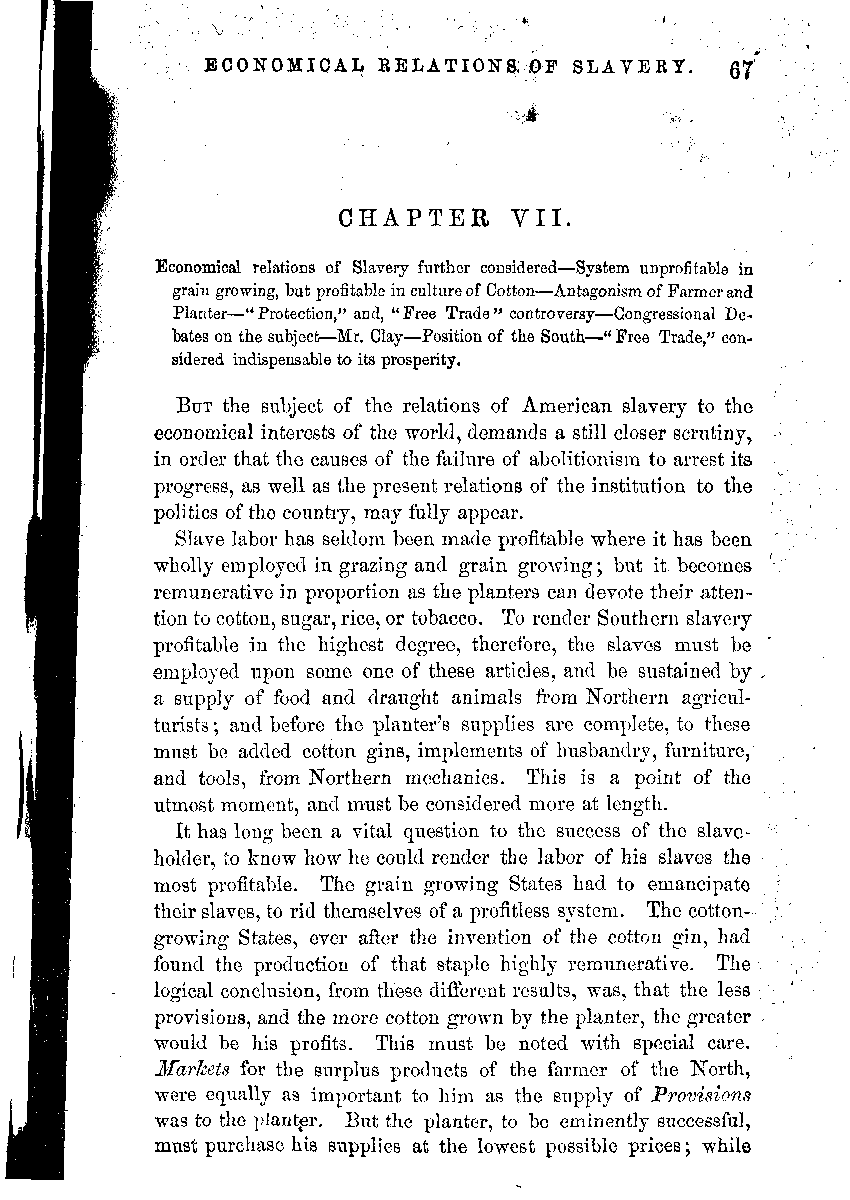 ECONOMICAL RELATIONS OF SLAVERY. 67
CHAPTER VII.
Economical relations of Slavery further considered—System unprofitable in
grain growing, but profitable in culture of Cotton—Antagonism of Farmer and
Planter—"Protection," and, "Free Trade" controversy—Congressional De-
bates on the subject—Mr. Clay—Position of the South—"Free Trade," con-
sidered indispensable to its prosperity.
BUT the subject of the relations of American slavery to the
economical interests of the world, demands a still closer scrutiny,
in order that the causes of the failure of abolitionism to arrest its
progress, as well as the present relations of the institution to the
politics of the country, may fully appear.
Slave labor has seldom been made profitable where it has been
wholly employed in grazing and grain growing; but it becomes
remunerative in proportion as the planters can devote their atten-
tion to cotton, sugar, rice, or tobacco. To render Southern slavery
profitable in the highest degree, therefore, the slaves must be
employed upon some one of these articles, and be sustained by
a supply of food and draught animals from Northern agricul-
turists; and before the planter's supplies are complete, to these
must be added cotton gins, implements of husbandry, furniture,
and tools, from Northern mechanics. This is a point of the
utmost moment, and must be considered more at length.
It has long been a vital question to the success of the slave-
holder, to know how he could render the labor of his slaves the
most profitable. The grain growing States had to emancipate
their slaves, to rid themselves of a profitless system. The cotton-
growing States, ever after the invention of the cotton gin, had
found the production of that staple highly remunerative. The
logical conclusion, from these different results, was, that the less
provisions, and the more cotton grown by the planter, the greater
would be his profits. This must be noted with special care.
Markets for the surplus products of the farmer of the North,
were equally as important to him as the supply of Provisions
was to the planter. But the planter, to be eminently successful,
must purchase his supplies at the lowest possible prices; while